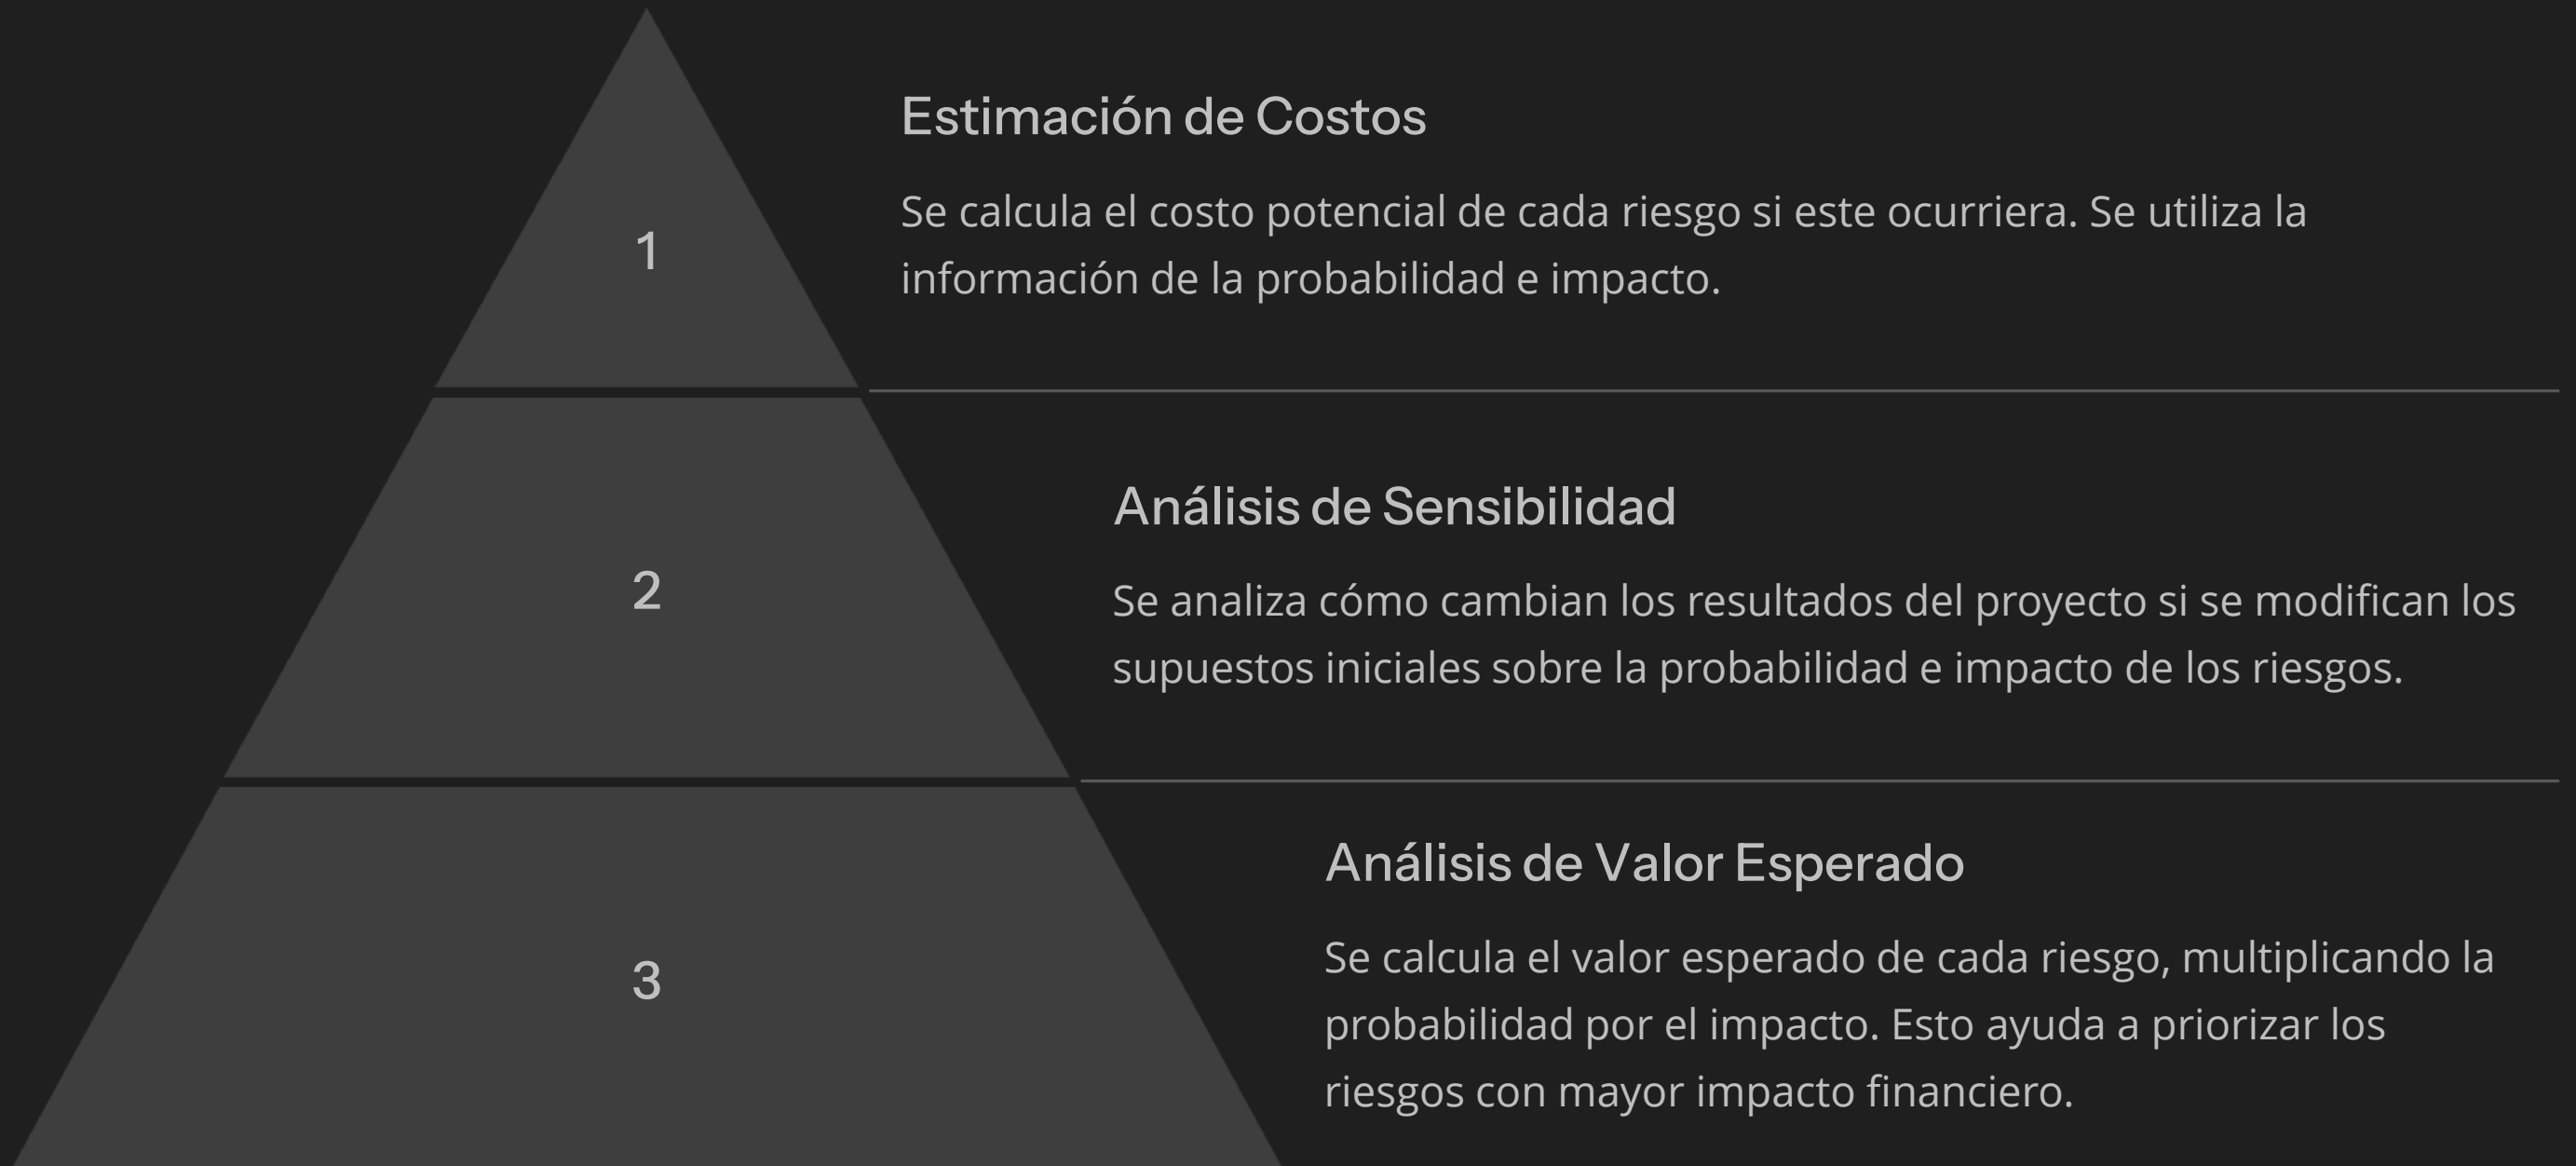 1
Estimación de Costos
Se calcula el costo potencial de cada riesgo si este ocurriera. Se utiliza la
información de la probabilidad e impacto.
2
Análisis de Sensibilidad
Se analiza cómo cambian los resultados del proyecto si se modifican los
supuestos iniciales sobre la probabilidad e impacto de los riesgos.
3
Análisis de Valor Esperado
Se calcula el valor esperado de cada riesgo, multiplicando la
probabilidad por el impacto. Esto ayuda a priorizar los
riesgos con mayor impacto financiero.